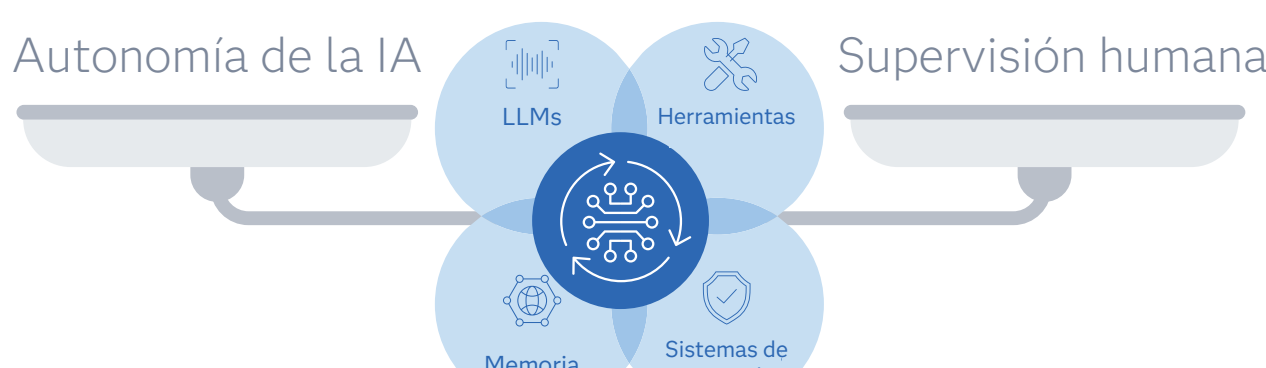 Autonomía de la IA
Supervisión humana
LLMs
Herramientas
Memoria
Sistemas de